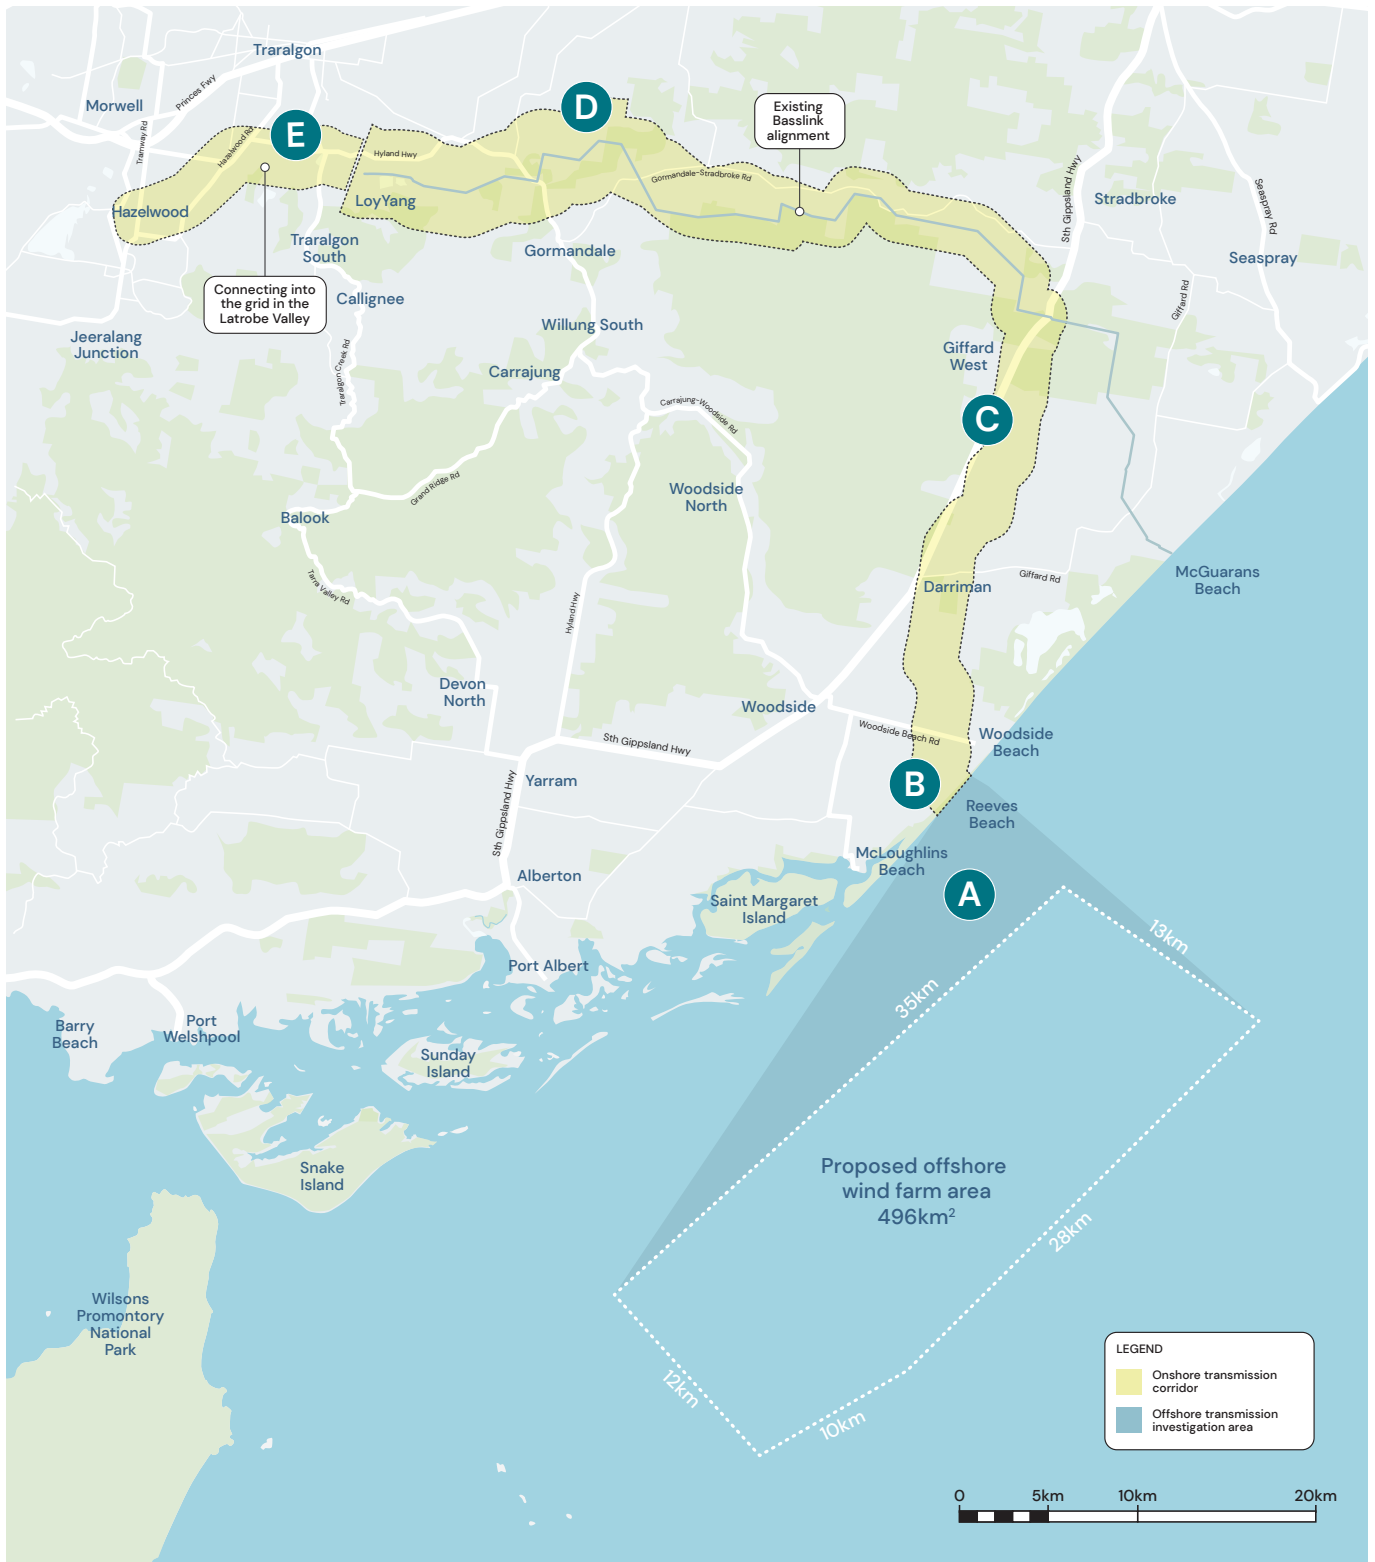 Traralgon
Morwell
Princes Fwy
Tramway Rd
Hazelwood Rd
E
D
Existing
Basslink
alignment
Hyland Hwy
Gormandale-Stradbroke Rd
Sth Gippsland Hwy
Stradbroke
Seaspray Rd
Seaspray
Giffard Rd
Hazelwood
LoyYang
Traralgon
South
Gormandale
Connecting into
the grid in the
Latrobe Valley
Callignee
Jeeralang
Junction
Willung South
Carrajung
Traralgon Creek Rd
Giffard
West
C
Carrajung-Woodside Rd
Grand Ridge Rd
Woodside
North
Balook
Tarra Valley Rd
Hyland Hwy
Darriman
Giffard Rd
McGuarans
Beach
Devon
North
Woodside
Woodside Beach Rd
Woodside
Beach
Sth Gippsland Hwy
Yarram
Sth Gippsland Hwy
B
Reeves
Beach
McLoughlins
Beach
Alberton
A
Saint Margaret
Island
13km
Port Albert
35km
Barry
Beach
Port
Welshpool
Sunday
Island
Snake
Island
Proposed offshore
wind farm area
496km²
28km
Wilsons
Promontory
National
Park
12km
10km
LEGEND
Onshore transmission
corridor
Offshore transmission
investigation area
0 5km 10km 20km